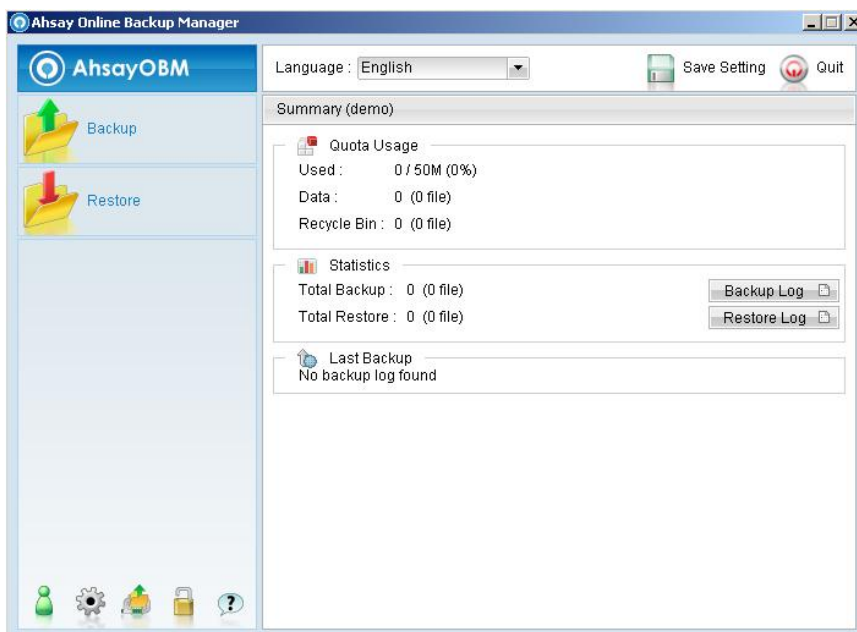 Ahsay Online Backup Manager
AhsayOBM
Language : English
Save Setting
Quit
Backup
Restore
Summary (demo)
Quota Usage
Used : 0 / 50M (0%)
Data : 0 (0 file)
Recycle Bin : 0 (0 file)
Statistics
Total Backup : 0 (0 file)
Backup Log
Total Restore : 0 (0 file)
Restore Log
Last Backup
No backup log found
?